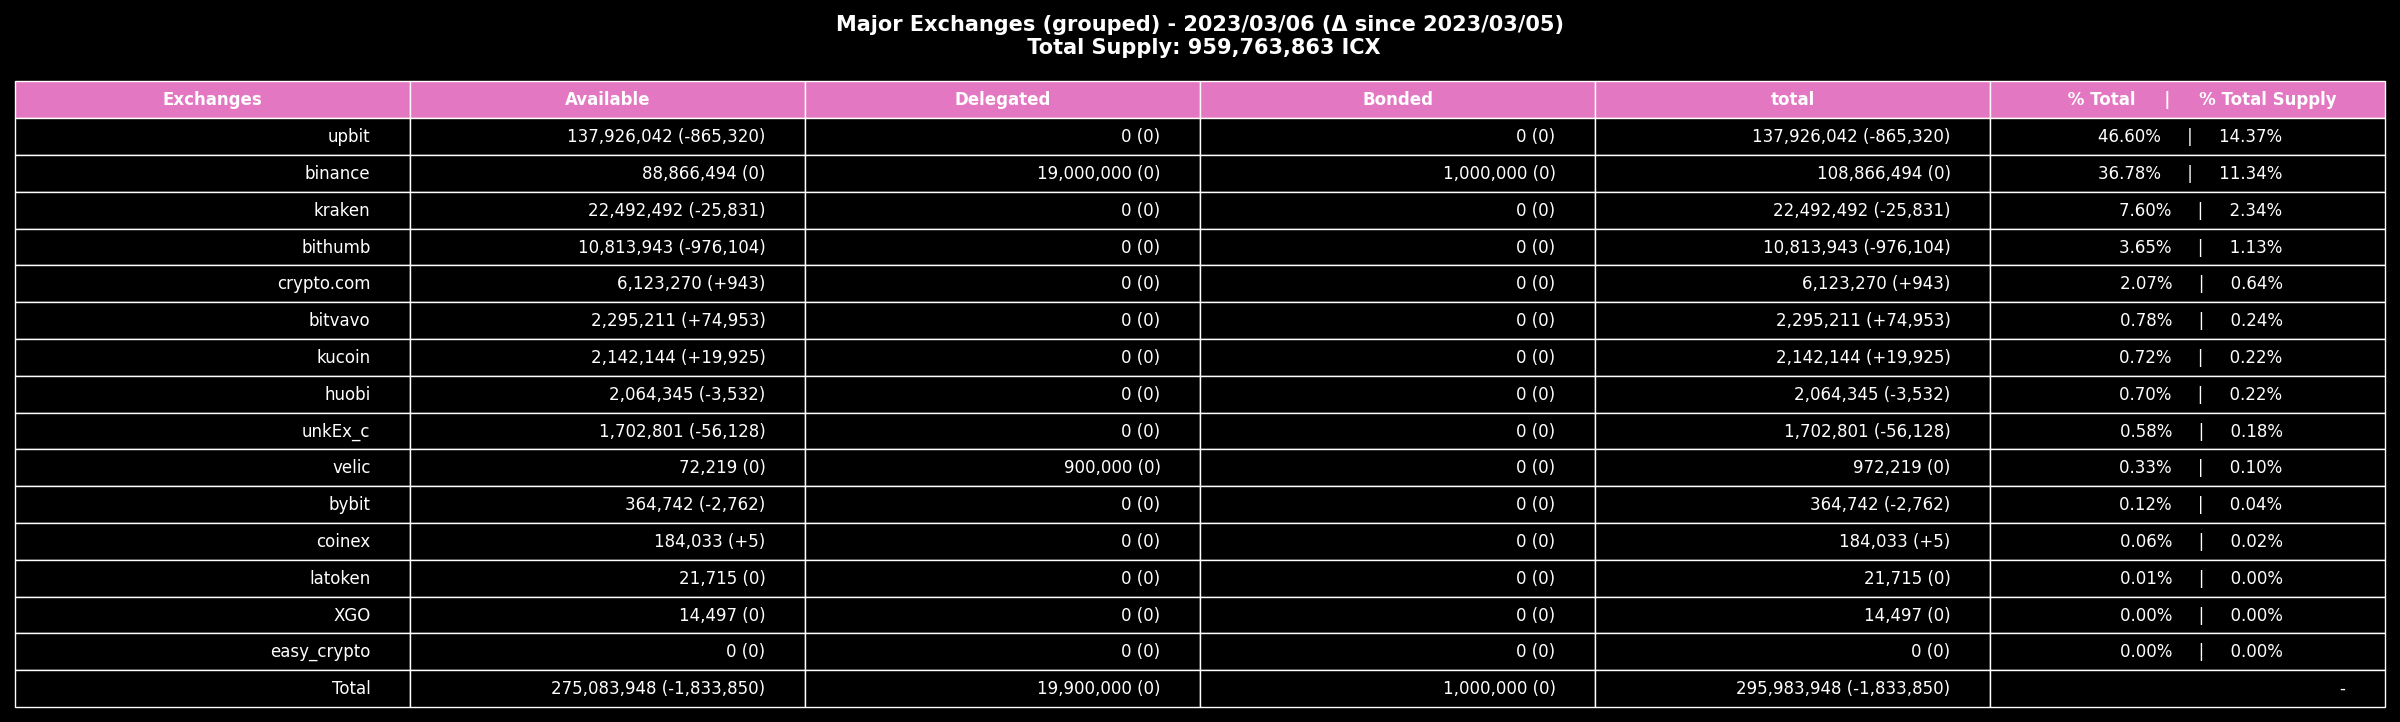 Major Exchanges (grouped) - 2023/03/06 (Δ since 2023/03/05)
Total Supply: 959,763,863 ICX
Exchanges Available Delegated Bonded total % Total | % Total Supply
upbit 137,926,042 (-865,320) 0 (0) 0 (0) 137,926,042 (-865,320) 46.60% | 14.37%
binance 88,866,494 (0) 19,000,000 (0) 1,000,000 (0) 108,866,494 (0) 36.78% | 11.34%
kraken 22,492,492 (-25,831) 0 (0) 0 (0) 22,492,492 (-25,831) 7.60% | 2.34%
bithumb 10,813,943 (-976,104) 0 (0) 0 (0) 10,813,943 (-976,104) 3.65% | 1.13%
crypto.com 6,123,270 (+943) 0 (0) 0 (0) 6,123,270 (+943) 2.07% | 0.64%
bitvavo 2,295,211 (+74,953) 0 (0) 0 (0) 2,295,211 (+74,953) 0.78% | 0.24%
kucoin 2,142,144 (+19,925) 0 (0) 0 (0) 2,142,144 (+19,925) 0.72% | 0.22%
huobi 2,064,345 (-3,532) 0 (0) 0 (0) 2,064,345 (-3,532) 0.70% | 0.22%
unkEx_c 1,702,801 (-56,128) 0 (0) 0 (0) 1,702,801 (-56,128) 0.58% | 0.18%
velic 72,219 (0) 900,000 (0) 0 (0) 972,219 (0) 0.33% | 0.10%
bybit 364,742 (-2,762) 0 (0) 0 (0) 364,742 (-2,762) 0.12% | 0.04%
coinex 184,033 (+5) 0 (0) 0 (0) 184,033 (+5) 0.06% | 0.02%
latoken 21,715 (0) 0 (0) 0 (0) 21,715 (0) 0.01% | 0.00%
XGO 14,497 (0) 0 (0) 0 (0) 14,497 (0) 0.00% | 0.00%
easy_crypto 0 (0) 0 (0) 0 (0) 0 (0) 0.00% | 0.00%
Total 275,083,948 (-1,833,850) 19,900,000 (0) 1,000,000 (0) 295,983,948 (-1,833,850) -